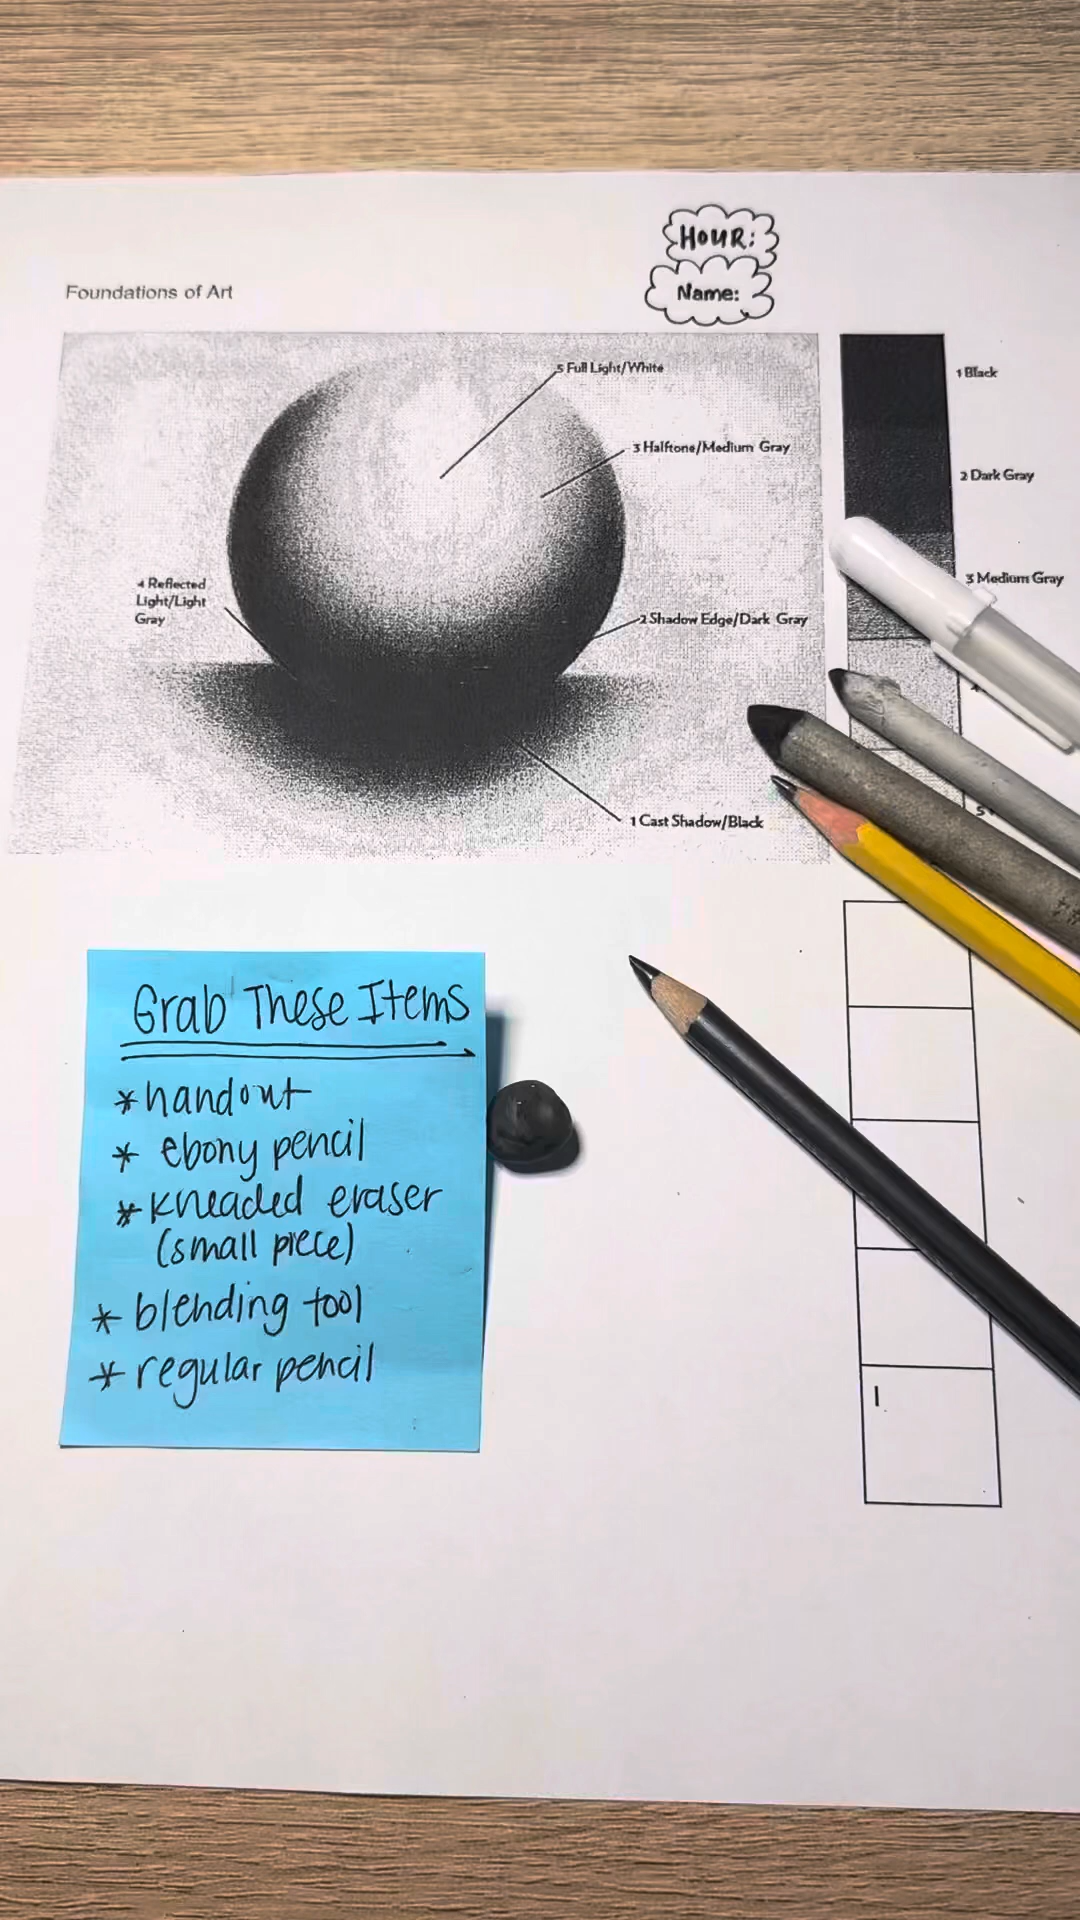 HOUR:
Name:
Foundations of Art
5 Full Light/White
3 Halftone/Medium Gray
4 Reflected
Light/Light
Gray
2 Shadow Edge/Dark Gray
1 Cast Shadow/Black
1 Black
2 Dark Gray
3 Medium Gray
4
5
Grab These Items
* handout
* ebony pencil
* kneaded eraser
(small piece)
* blending tool
* regular pencil
1